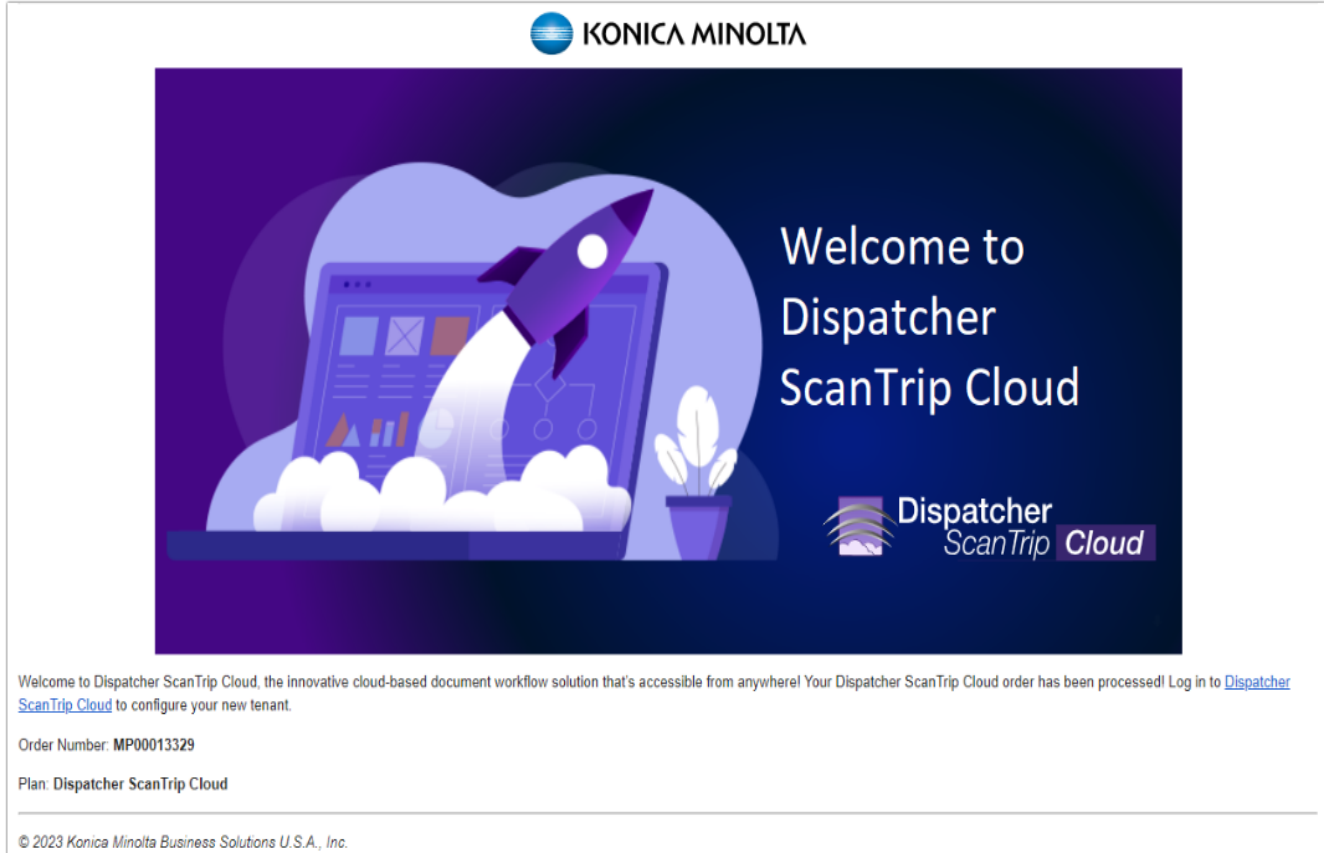 KONICA MINOLTA
Welcome to
Dispatcher
ScanTrip Cloud
Dispatcher
ScanTrip Cloud
Welcome to Dispatcher ScanTrip Cloud, the innovative cloud-based document workflow solution that's accessible from anywhere! Your Dispatcher ScanTrip Cloud order has been processed! Log in to Dispatcher
ScanTrip Cloud to configure your new tenant.
Order Number: MP00013329
Plan: Dispatcher ScanTrip Cloud
© 2023 Konica Minolta Business Solutions U.S.A., Inc.